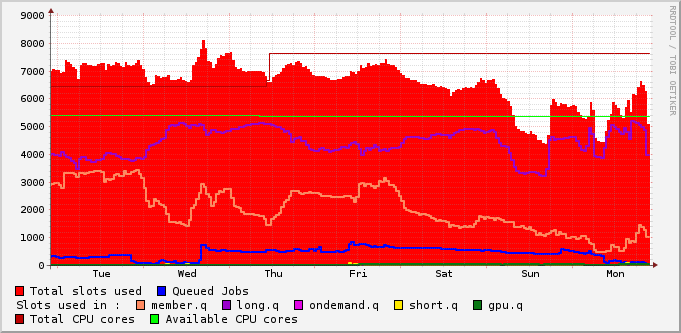 9000
8000
7000
6000
5000
4000
3000
2000
1000
0
Tue Wed Thu Fri Sat Sun Mon
RRDTOOL / TOBI OETIKER
Total slots used Queued Jobs
Slots used in : member.q long.q ondemand.q short.q gpu.q
Total CPU cores Available CPU cores